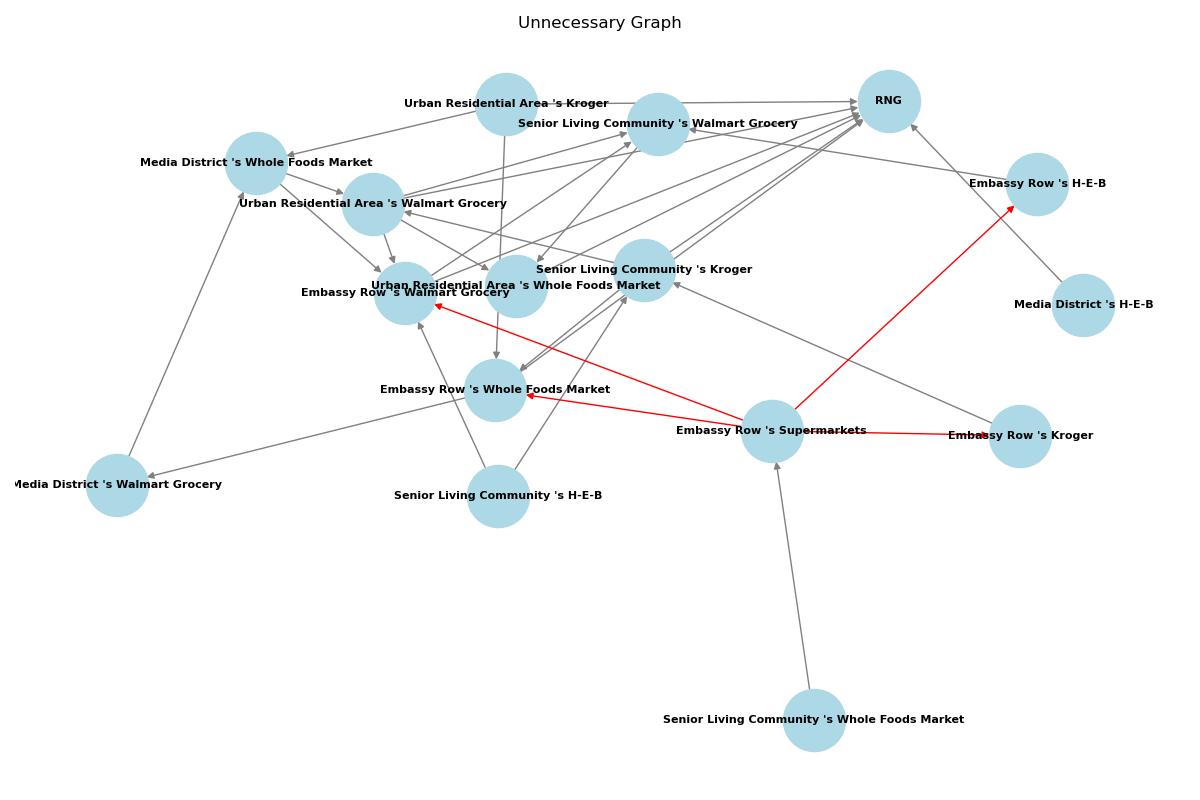 Unnecessary Graph
Urban Residential Area 's Kroger
RNG
Senior Living Community 's Walmart Grocery
Media District 's Whole Foods Market
Embassy Row 's H-E-B
Urban Residential Area 's Walmart Grocery
Senior Living Community 's Kroger
Urban Residential Area 's Whole Foods Market
Embassy Row 's Walmart Grocery
Media District 's H-E-B
Embassy Row 's Whole Foods Market
Embassy Row 's Supermarkets
Embassy Row 's Kroger
Media District 's Walmart Grocery
Senior Living Community 's H-E-B
Senior Living Community 's Whole Foods Market